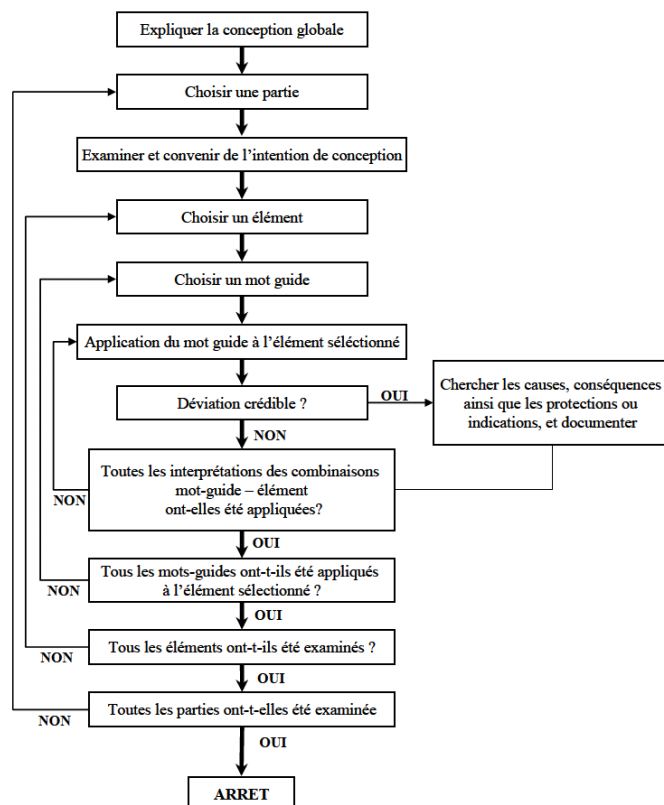 Expliquer la conception globale
Choisir une partie
Examiner et convenir de l’intention de conception
Choisir un élément
Choisir un mot guide
Application du mot guide à l’élément séléctionné
Déviation crédible ?
OUI
Chercher les causes, conséquences
ainsi que les protections ou
indications, et documenter
NON
Toutes les interprétations des combinaisons
mot-guide – élément
ont-elles été appliquées?
NON
OUI
Tous les mots-guides ont-t-ils été appliqués
à l’élément sélectionné ?
NON
OUI
Tous les éléments ont-t-ils été examinés ?
NON
OUI
Toutes les parties ont-t-elles été examinée
NON
OUI
ARRET